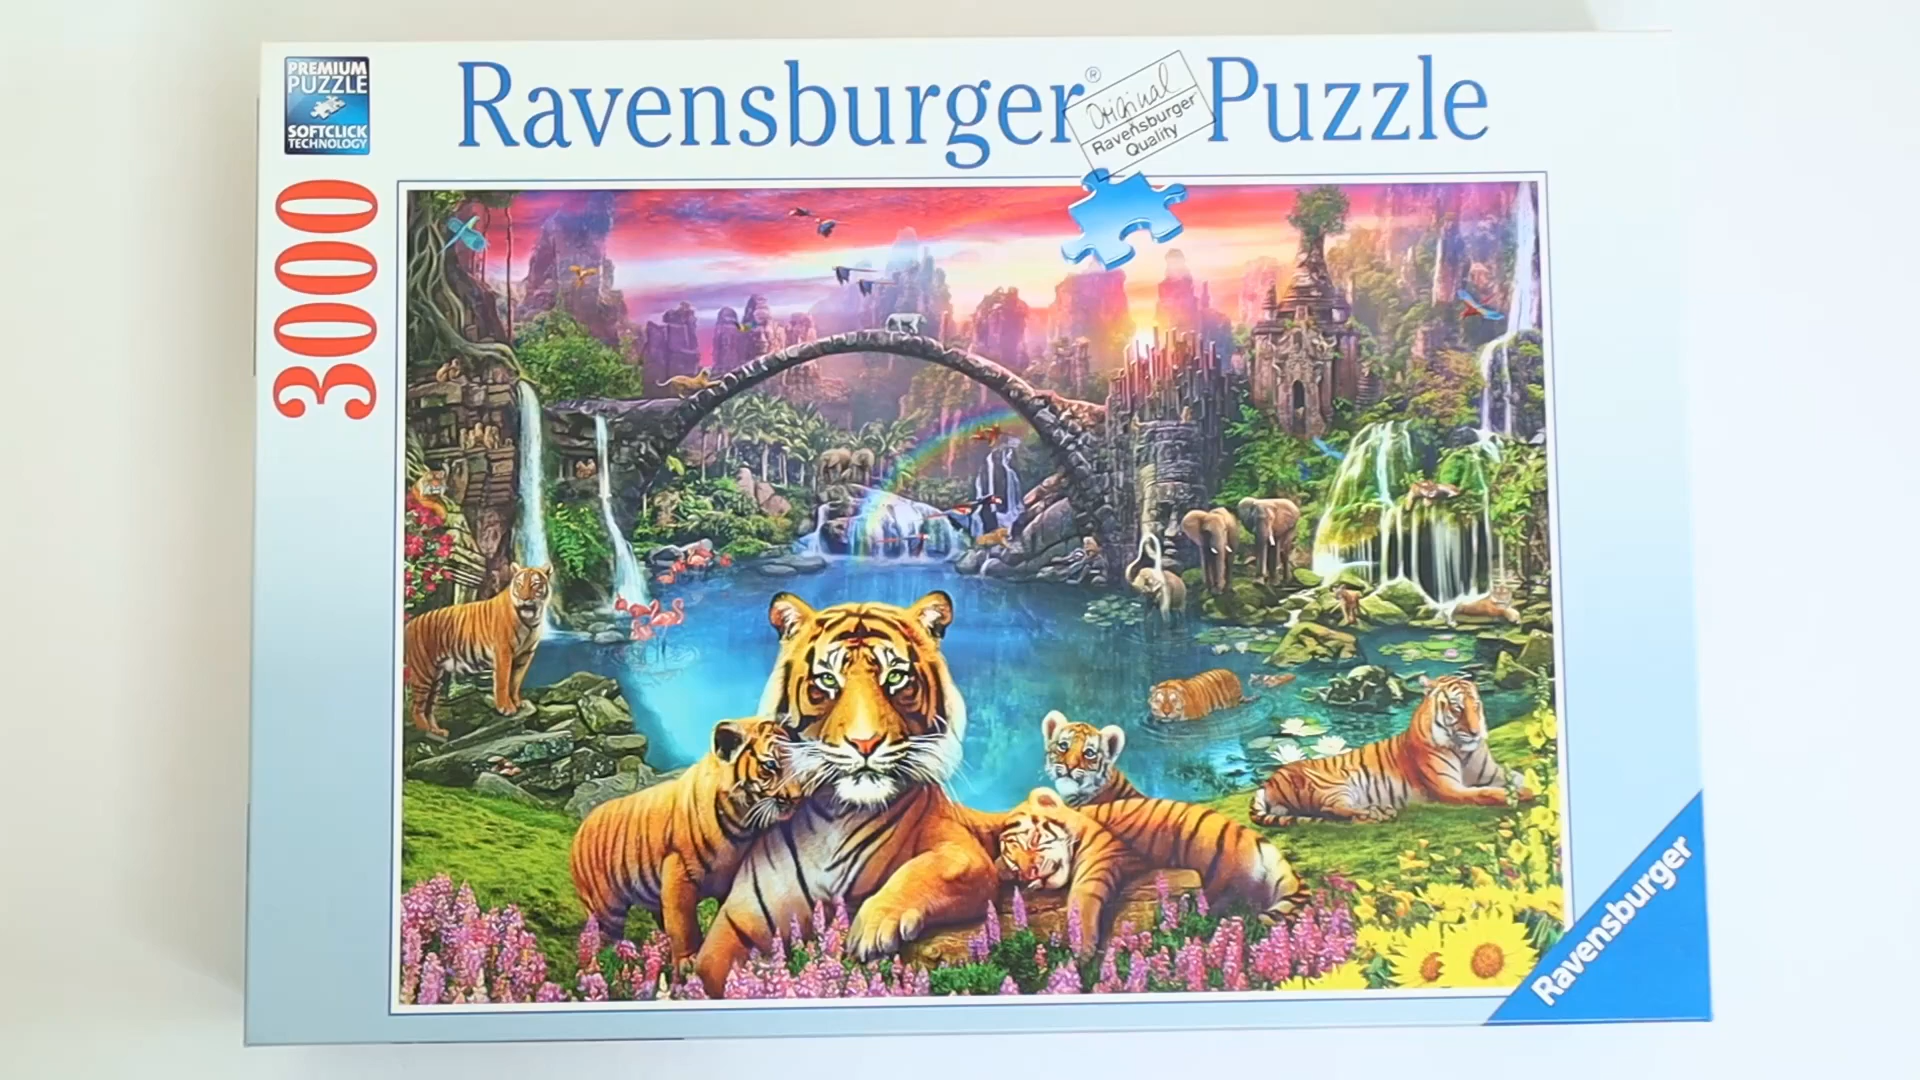 PREMIUM
PUZZLE
SOFTCLICK
TECHNOLOGY
Ravensburger® Puzzle
Original
Ravensburger
Quality
3000
Ravensburger